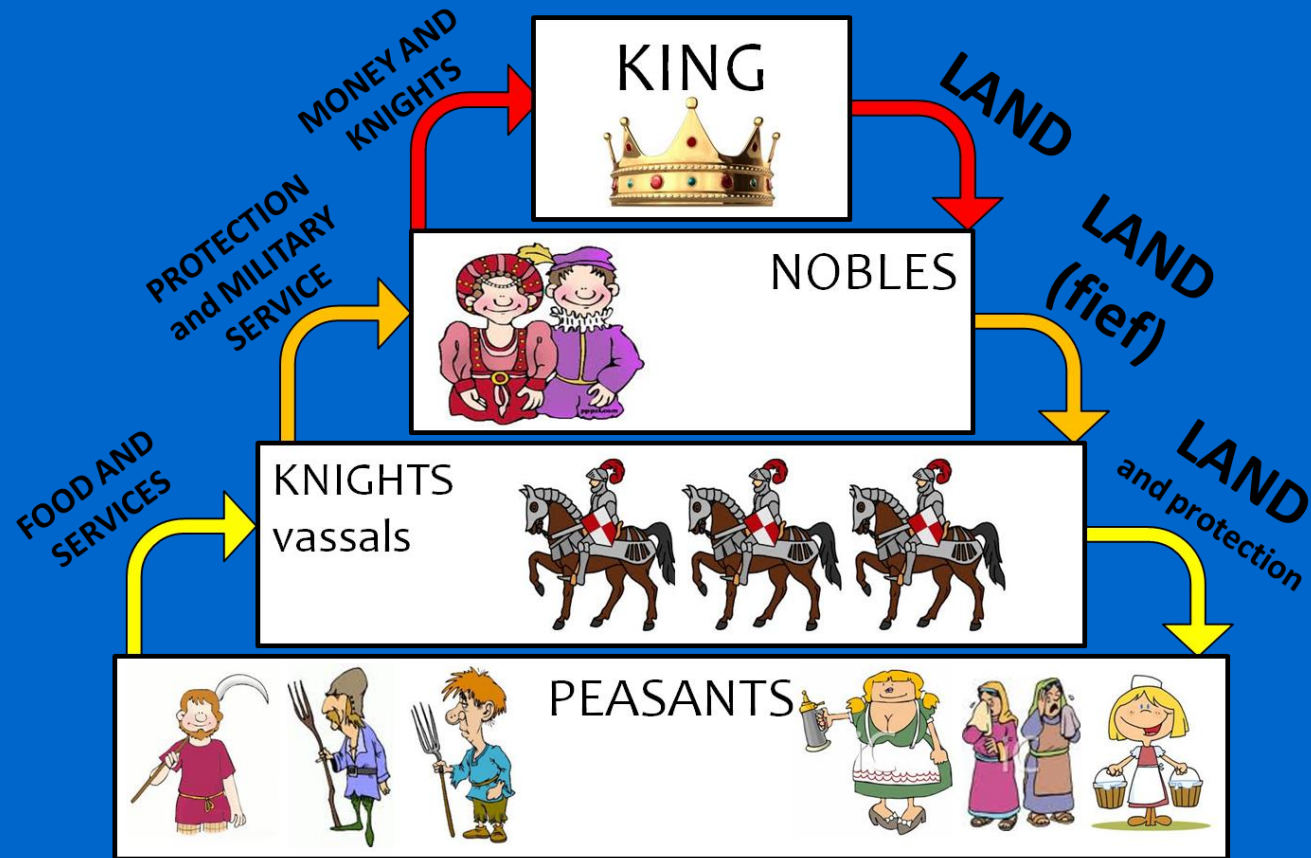 MONEY AND
KNIGHTS
KING
LAND
PROTECTION
and MILITARY
SERVICE
NOBLES
LAND
(fief)
FOOD AND
SERVICES
KNIGHTS
vassals
LAND
and protection
PEASANTS